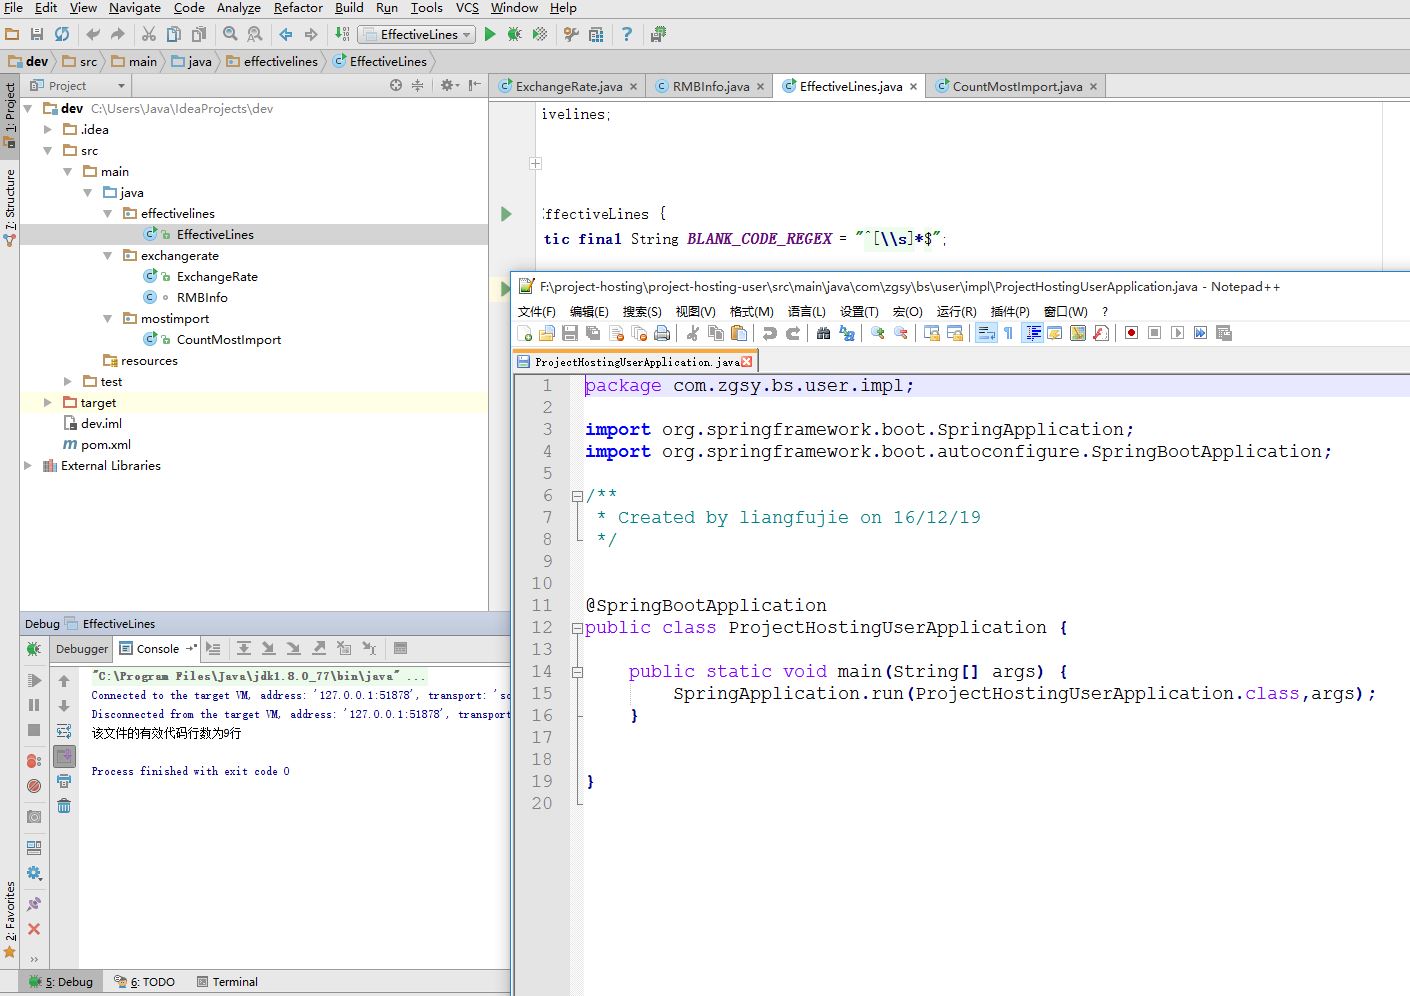 File Edit View Navigate Code Analyze Refactor Build Run Tools VCS Window Help
EffectiveLines
dev src main java effectivelines EffectiveLines
1: Project
7: Structure
2: Favorites
Project
dev C:\Users\Java\IdeaProjects\dev
.idea
src
main
java
effectivelines
EffectiveLines
exchangerate
ExchangeRate
RMBInfo
mostimport
CountMostImport
resources
test
target
dev.iml
pom.xml
External Libraries
ExchangeRate.java RMBInfo.java EffectiveLines.java CountMostImport.java
ivelines;
EffectiveLines {
tic final String BLANK_CODE_REGEX = "^[\\s]*$";
F:\project-hosting\project-hosting-user\src\main\java\com\zgsy\bs\user\impl\ProjectHostingUserApplication.java - Notepad++
文件(F) 编辑(E) 搜索(S) 视图(V) 格式(M) 语言(L) 设置(T) 宏(O) 运行(R) 插件(P) 窗口(W) ?
ProjectHostingUserApplication.java
1 package com.zgsy.bs.user.impl;
2
3 import org.springframework.boot.SpringApplication;
4 import org.springframework.boot.autoconfigure.SpringBootApplication;
5
6 /**
7 * Created by liangfujie on 16/12/19
8 */
9
10
11 @SpringBootApplication
12 public class ProjectHostingUserApplication {
13
14 public static void main(String[] args) {
15 SpringApplication.run(ProjectHostingUserApplication.class,args);
16 }
17
18
19 }
20
Debug EffectiveLines
Debugger Console
"C:\Program Files\Java\jdk1.8.0_77\bin\java" ...
Connected to the target VM, address: '127.0.0.1:51878', transport: 'so
Disconnected from the target VM, address: '127.0.0.1:51878', transport
该文件的有效代码行数为9行
Process finished with exit code 0
5: Debug 6: TODO Terminal